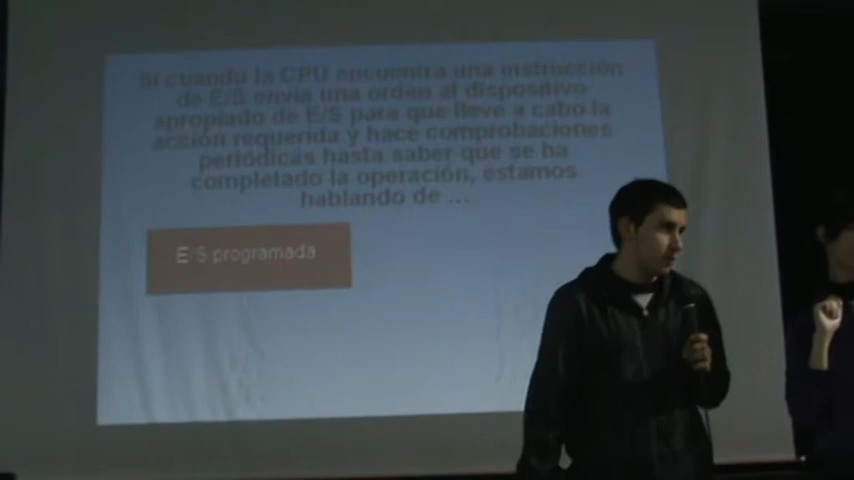 Si cuando la CPU encuentra una instrucción
de E/S envía una orden al dispositivo
apropiado de E/S para que lleve a cabo la
acción requerida y hace comprobaciones
periódicas hasta saber que se ha
completado la operación, estamos
hablando de ...
E/S programada